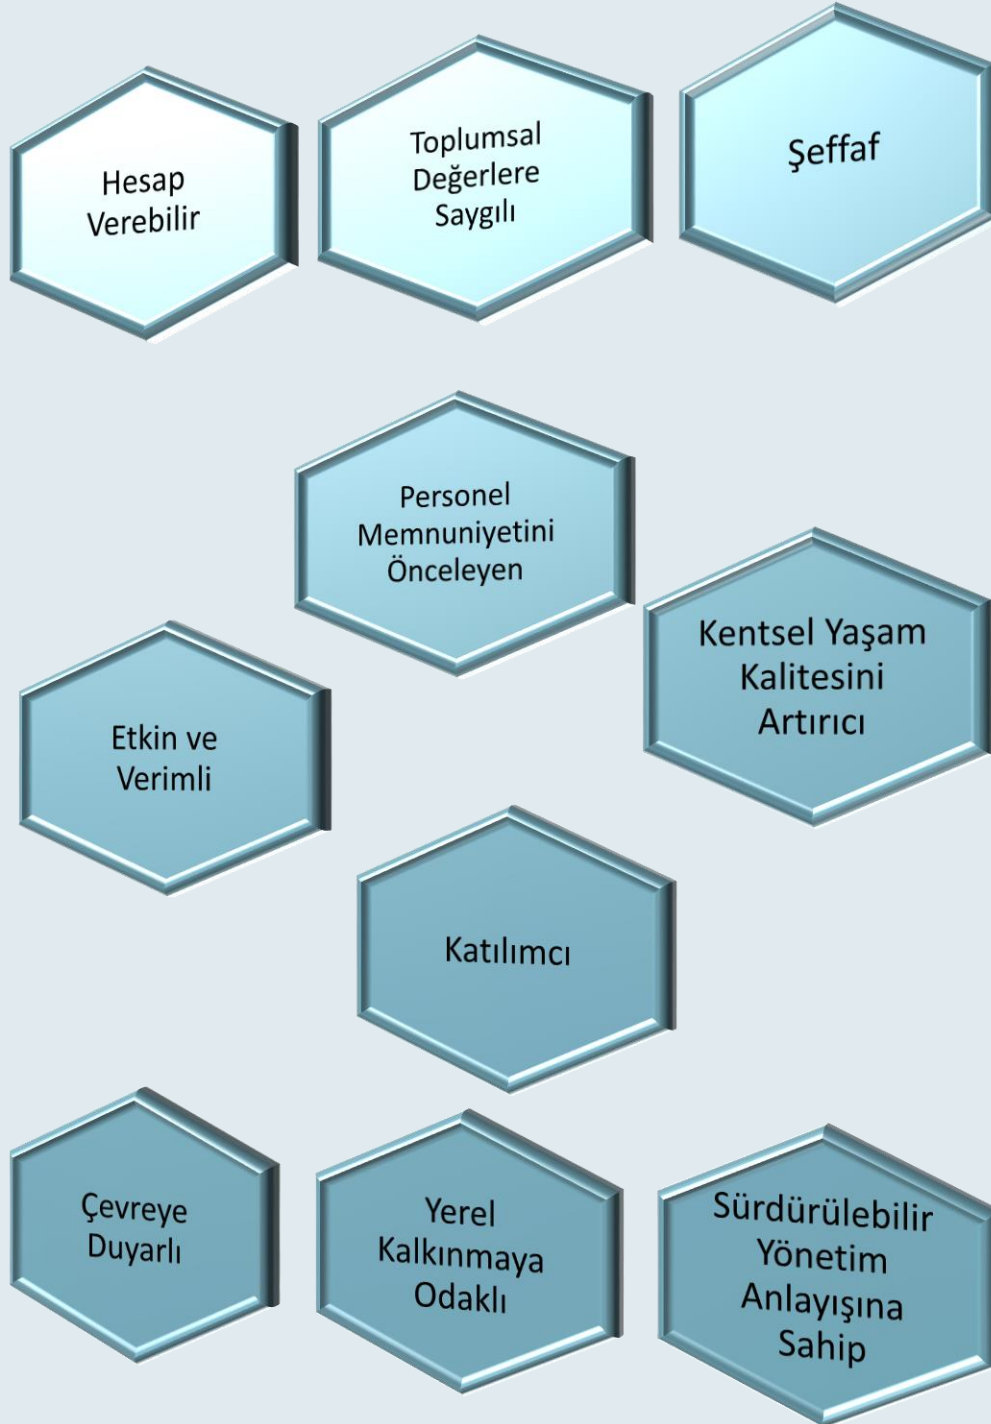 Hesap
Verebilir
Toplumsal
Değerlere
Saygılı
Şeffaf
Personel
Memnuniyetini
Önceleyen
Kentsel Yaşam
Kalitesini
Artırıcı
Etkin ve
Verimli
Katılımcı
Çevreye
Duyarlı
Yerel
Kalkınmaya
Odaklı
Sürdürülebilir
Yönetim
Anlayışına
Sahip